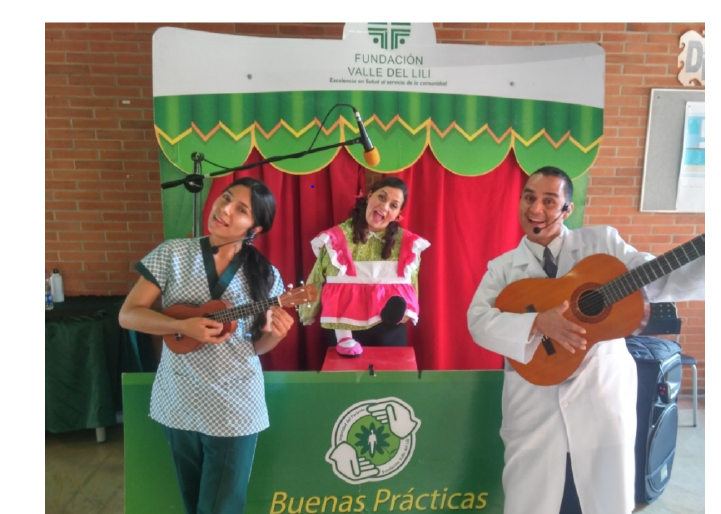 FUNDACIÓN
VALLE DEL LILI
Excelencia en Salud al servicio de la comunidad
D
Buenas Prácticas